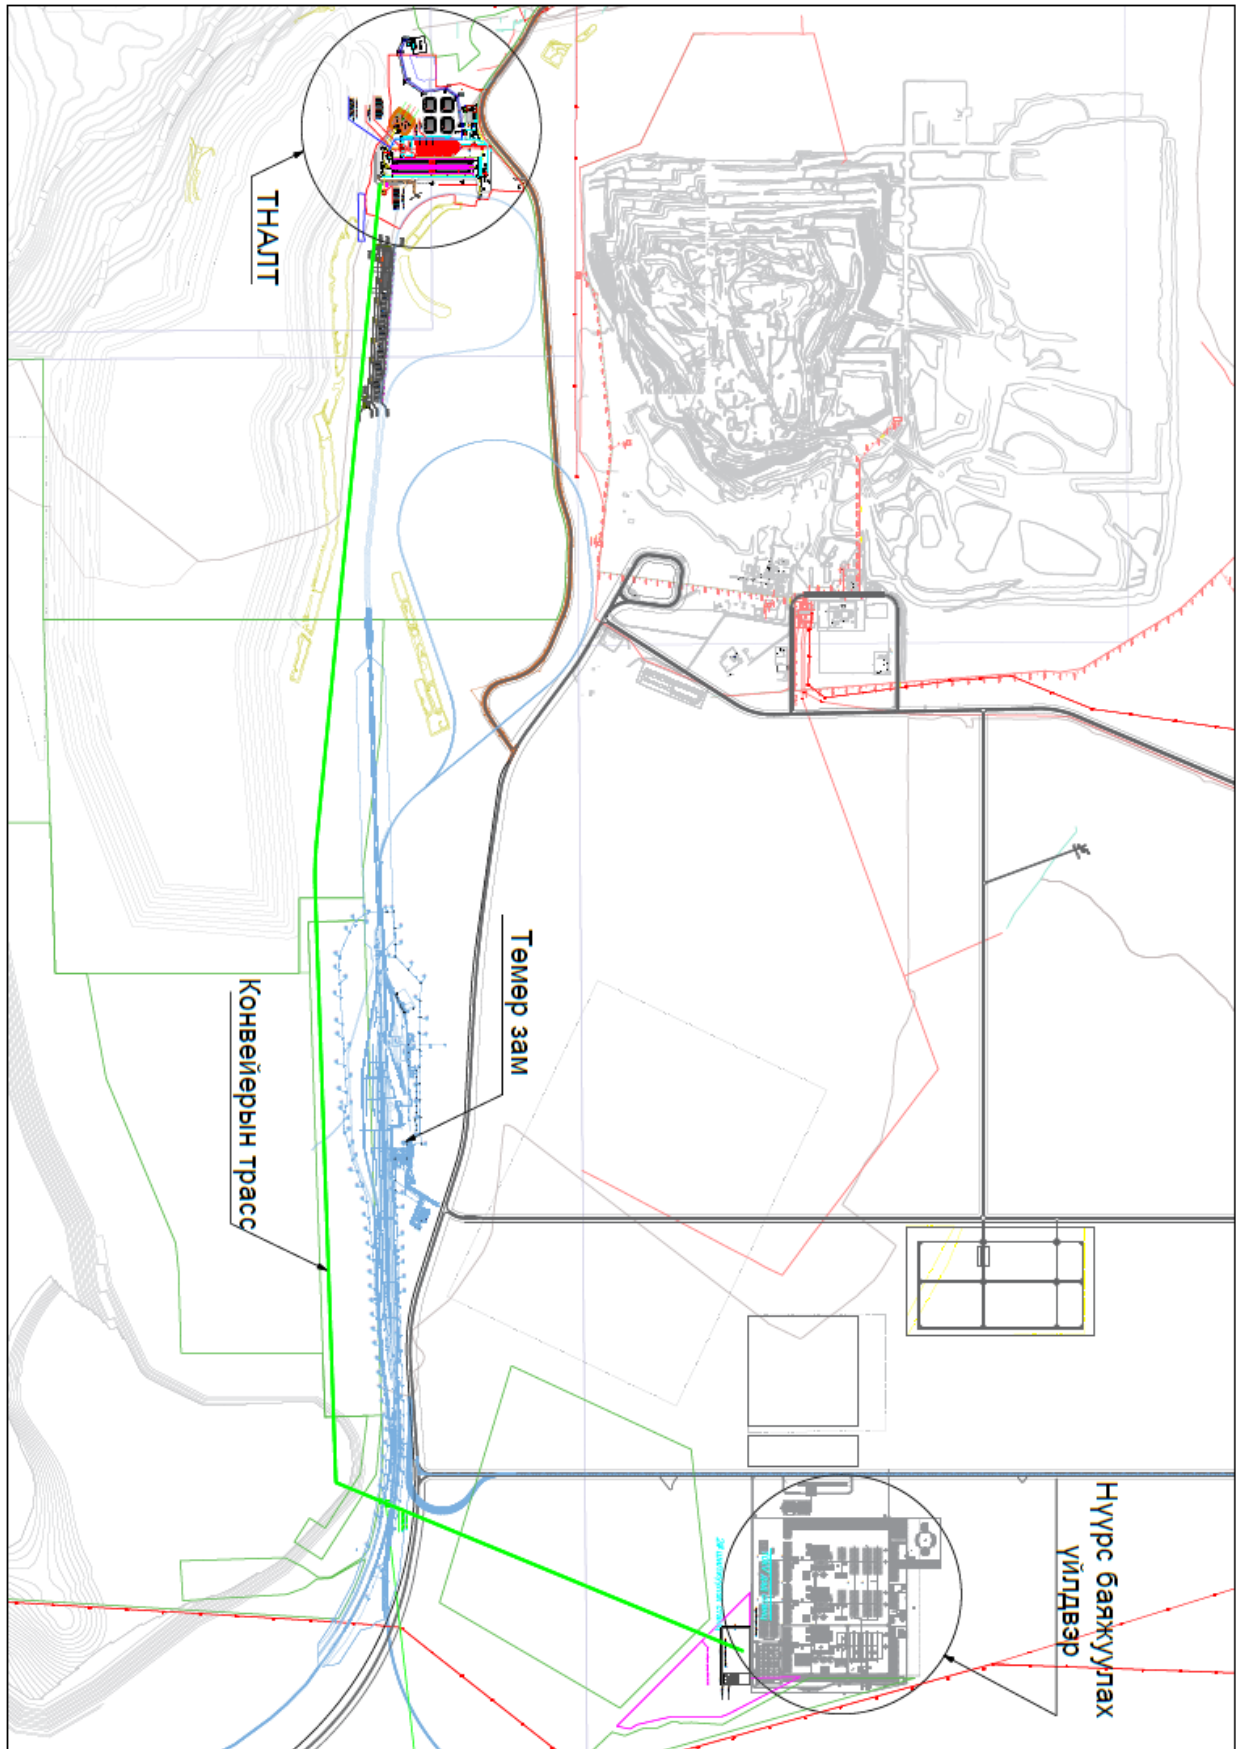 ТНАЛТ
Төмөр зам
Конвейерын трасс
Нүүрс баяжуулах
үйлдвэр